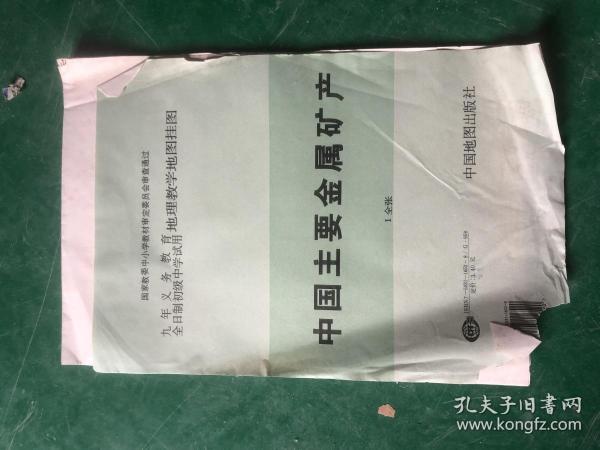 国家教委中小学教材审定委员会审查通过
九年义务教育
全日制初级中学试用
地理教学地图挂图
中国主要金属矿产
1 全张
中国地图出版社
孔夫子旧书网
www.kongfz.com